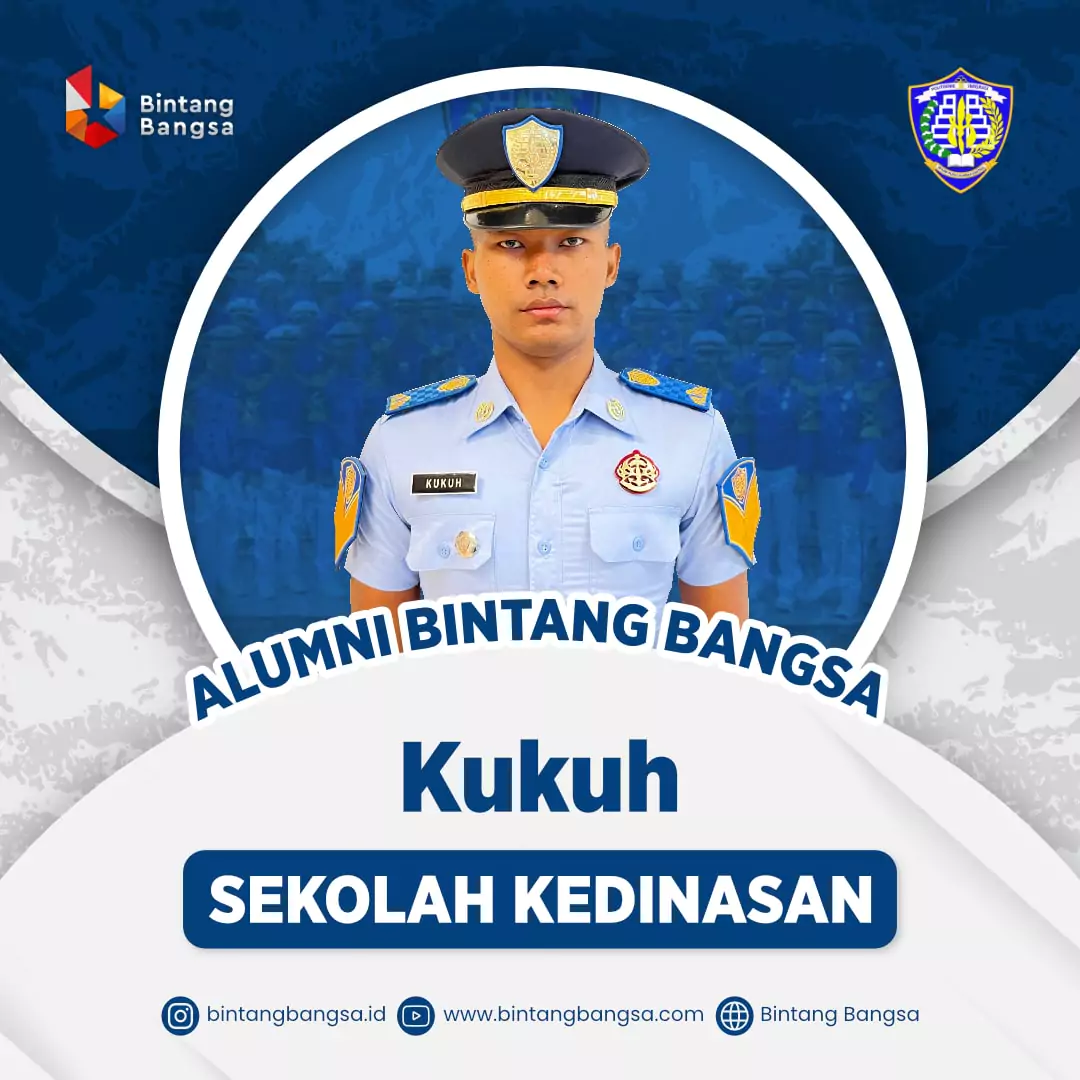 Bintang
Bangsa
KUKUH
ALUMNI BINTANG BANGSA
Kukuh
SEKOLAH KEDINASAN
bintangbangsa.id
www.bintangbangsa.com
Bintang Bangsa